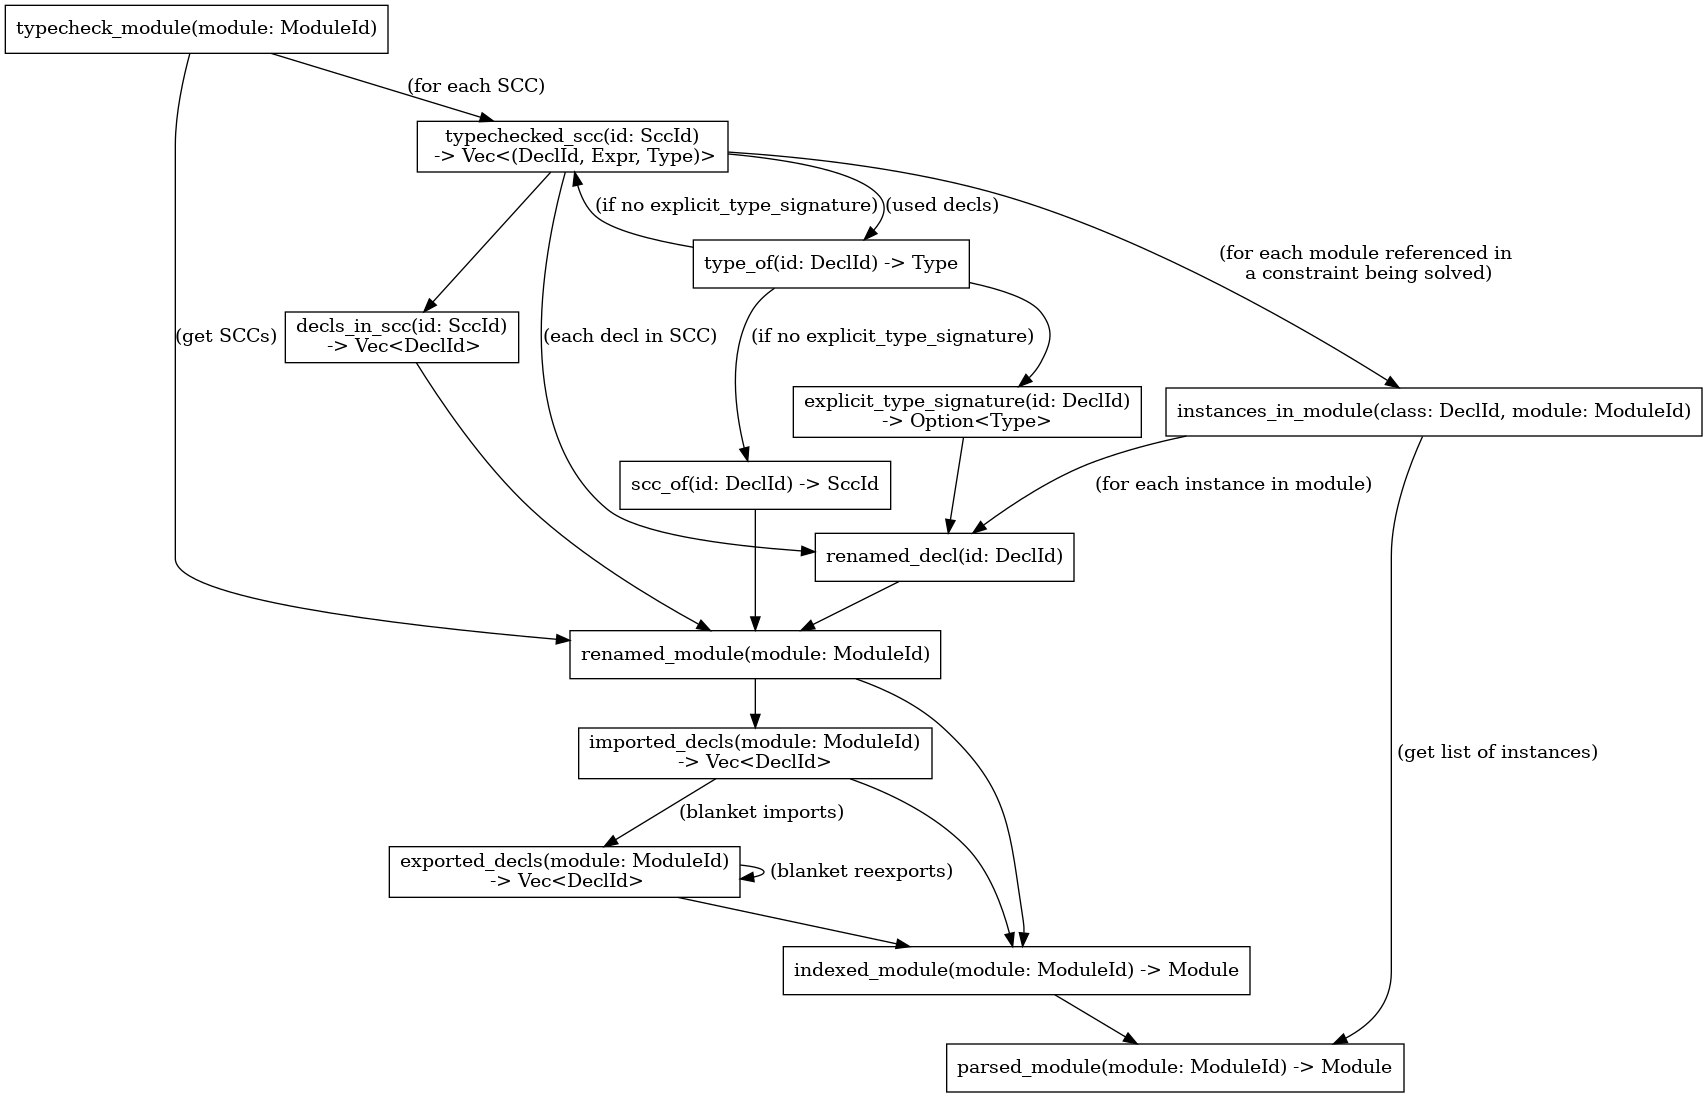 typecheck_module(module: ModuleId)
(for each SCC)
typechecked_scc(id: SccId)
-> Vec<(DeclId, Expr, Type)>
(if no explicit_type_signature)
(used decls)
(for each module referenced in
a constraint being solved)
type_of(id: DeclId) -> Type
(get SCCs)
decls_in_scc(id: SccId)
-> Vec<DeclId>
(each decl in SCC)
(if no explicit_type_signature)
explicit_type_signature(id: DeclId)
-> Option<Type>
instances_in_module(class: DeclId, module: ModuleId)
scc_of(id: DeclId) -> SccId
(for each instance in module)
renamed_decl(id: DeclId)
renamed_module(module: ModuleId)
imported_decls(module: ModuleId)
-> Vec<DeclId>
(get list of instances)
(blanket imports)
exported_decls(module: ModuleId)
-> Vec<DeclId>
(blanket reexports)
indexed_module(module: ModuleId) -> Module
parsed_module(module: ModuleId) -> Module